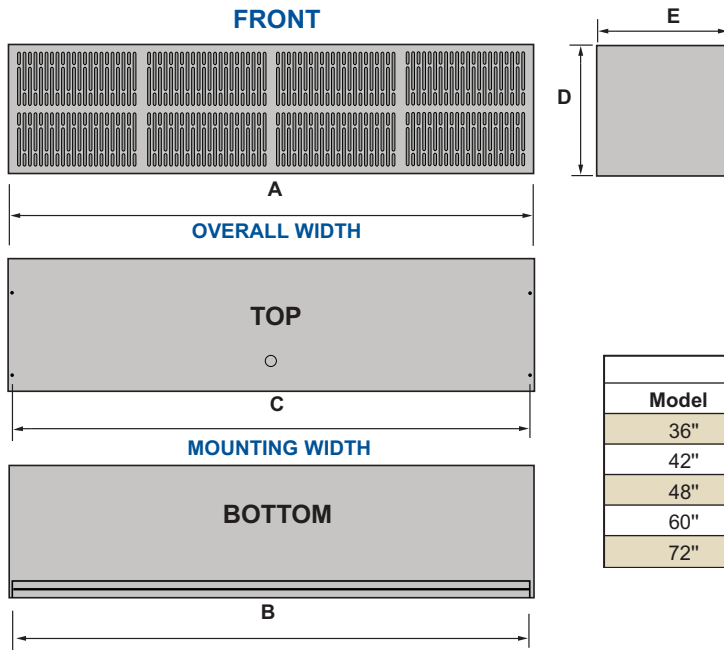 FRONT
E
D
A
OVERALL WIDTH
TOP
C
MOUNTING WIDTH
BOTTOM
B
Model
36"
42"
48"
60"
72"